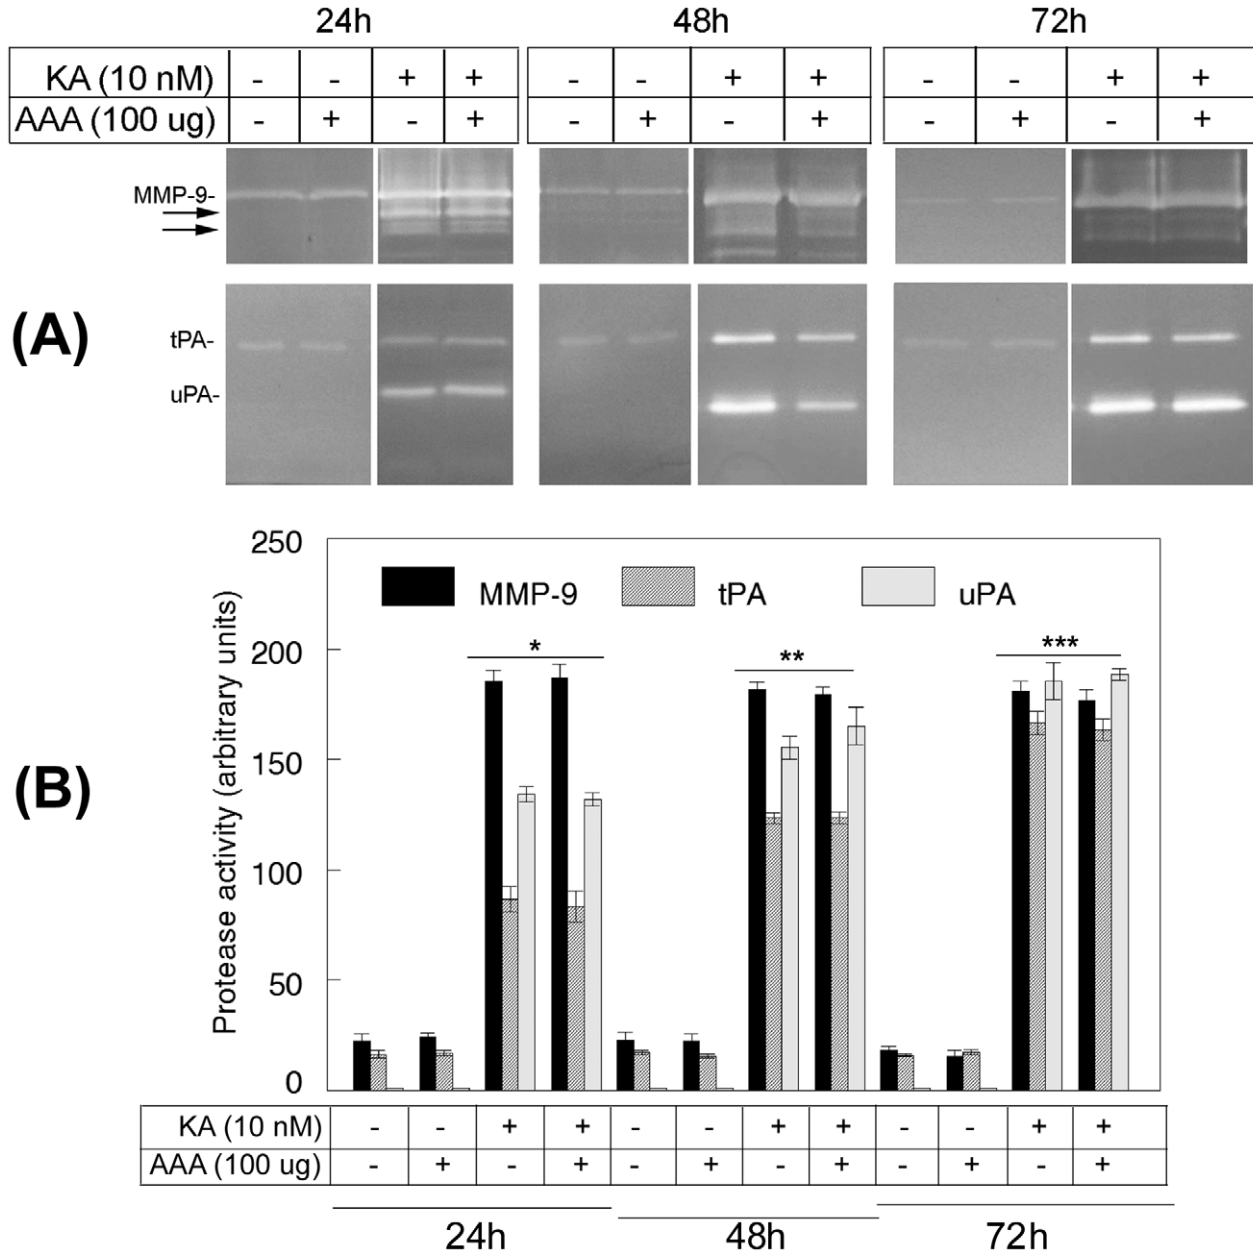 24h 48h 72h
KA (10 nM) - - + + - - + + - - + +
AAA (100 ug) - + - + - + - + - + - +
MMP-9-
(A)
tPA-
uPA-
250
MMP-9 tPA uPA
200
* ** ***
150
(B)
Protease activity (arbitrary units)
100
50
0
KA (10 nM) - - + + - - + + - - + +
AAA (100 ug) - + - + - + - + - + - +
24h 48h 72h